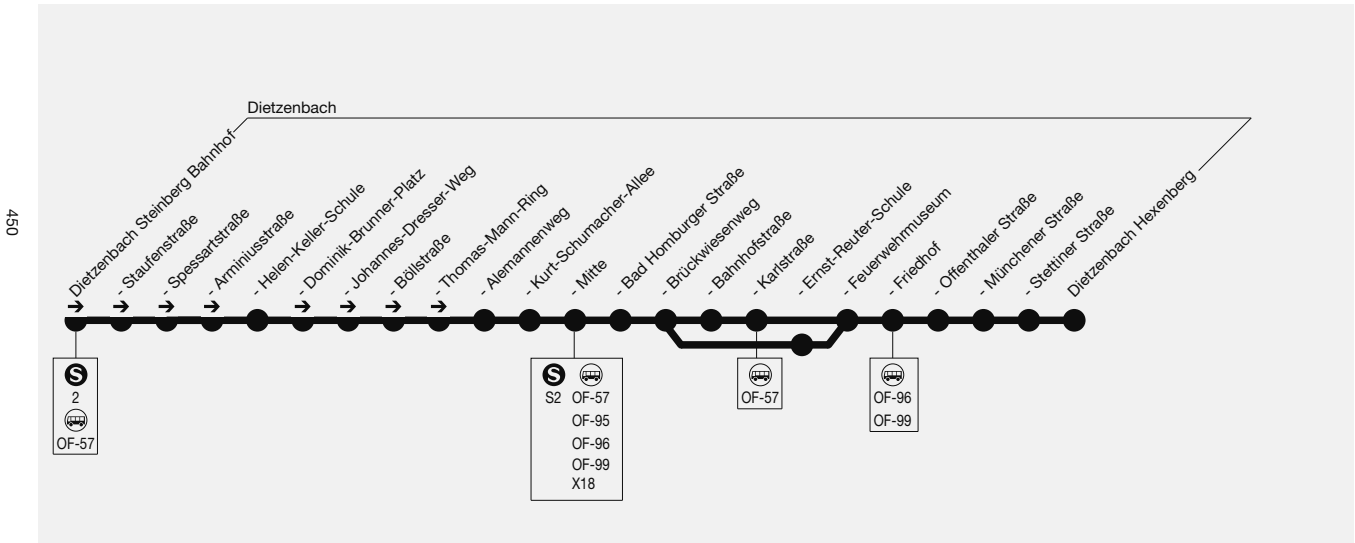 Dietzenbach
450
Dietzenbach Steinberg Bahnhof
- Staufenstraße
- Spessartstraße
- Arminiusstraße
- Helen-Keller-Schule
- Dominik-Brunner-Platz
- Johannes-Dresser-Weg
- Böllstraße
- Thomas-Mann-Ring
- Alemannenweg
- Kurt-Schumacher-Allee
- Mitte
- Bad Homburger Straße
- Brückwiesenweg
- Bahnhofstraße
- Karlstraße
- Ernst-Reuter-Schule
- Feuerwehrmuseum
- Friedhof
- Offenthaler Straße
- Münchener Straße
- Stettiner Straße
Dietzenbach Hexenberg
S
2
OF-57
S
S2 OF-57
OF-95
OF-96
OF-99
X18
OF-57
OF-96
OF-99